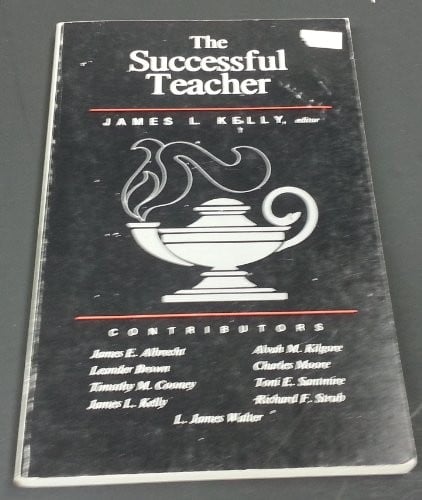 The
Successful
Teacher
JAMES L. KELLY, editor
CONTRIBUTORS
James E. Albrecht
Leander Brown
Timothy M. Cooney
James L. Kelly
Alvah M. Kilgore
Charles Moore
Toni E. Santmire
Richard F. Strub
L. James Walter